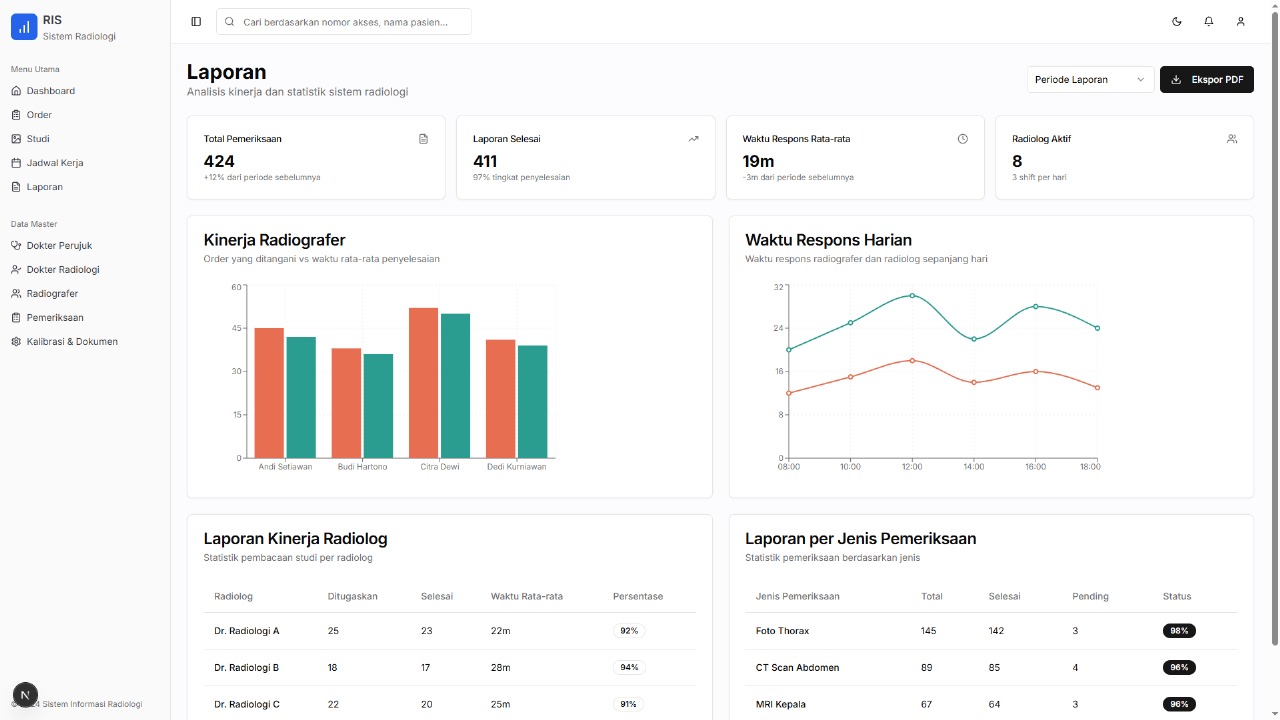 RIS
Sistem Radiologi
Cari berdasarkan nomor akses, nama pasien...
Menu Utama
Dashboard
Order
Studi
Jadwal Kerja
Laporan
Data Master
Dokter Perujuk
Dokter Radiologi
Radiografer
Pemeriksaan
Kalibrasi & Dokumen
N
Sistem Informasi Radiologi
Laporan
Analisis kinerja dan statistik sistem radiologi
Periode Laporan
Ekspor PDF
Total Pemeriksaan
424
+12% dari periode sebelumnya
Laporan Selesai
411
97% tingkat penyelesaian
Waktu Respons Rata-rata
19m
-3m dari periode sebelumnya
Radiolog Aktif
8
3 shift per hari
Kinerja Radiografer
Order yang ditangani vs waktu rata-rata penyelesaian
60
45
30
15
0
Andi Setiawan Budi Hartono Citra Dewi Dedi Kurniawan
Waktu Respons Harian
Waktu respons radiografer dan radiolog sepanjang hari
32
24
16
8
0
08:00 10:00 12:00 14:00 16:00 18:00
Laporan Kinerja Radiolog
Statistik pembacaan studi per radiolog
Radiolog Ditugaskan Selesai Waktu Rata-rata Persentase
Dr. Radiologi A 25 23 22m 92%
Dr. Radiologi B 18 17 28m 94%
Dr. Radiologi C 22 20 25m 91%
Laporan per Jenis Pemeriksaan
Statistik pemeriksaan berdasarkan jenis
Jenis Pemeriksaan Total Selesai Pending Status
Foto Thorax 145 142 3 98%
CT Scan Abdomen 89 85 4 96%
MRI Kepala 67 64 3 96%